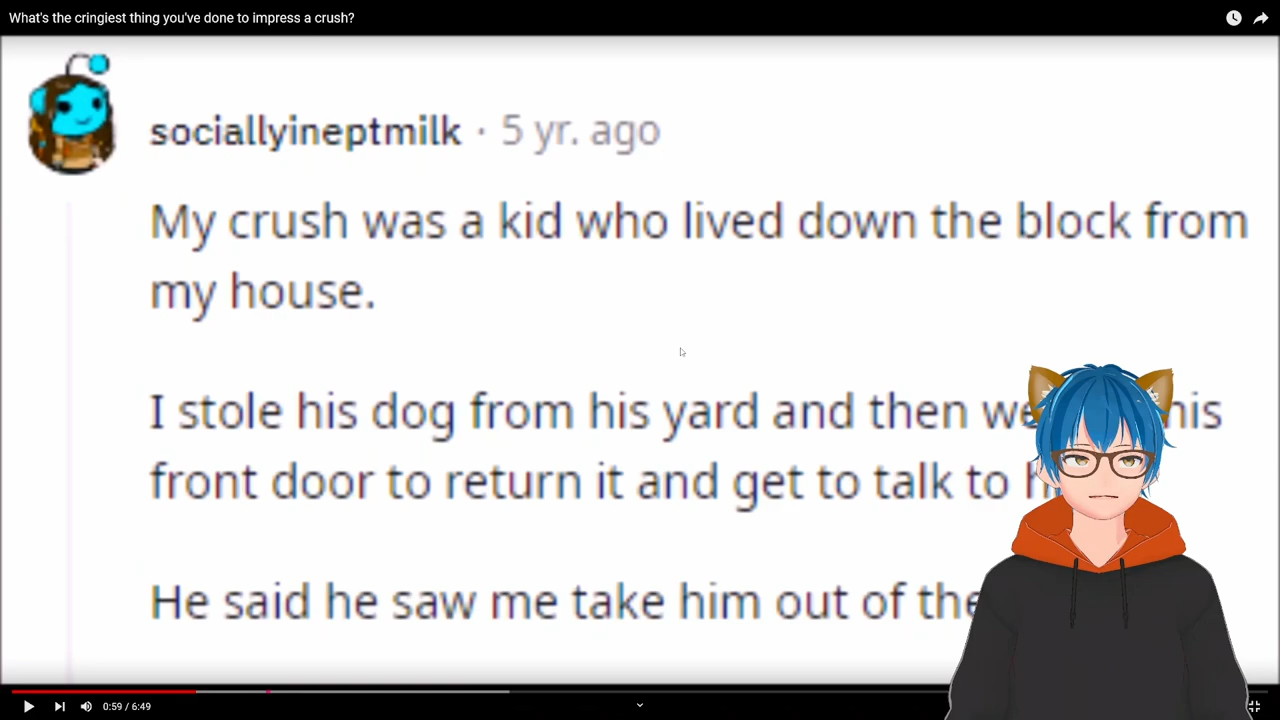 What's the cringiest thing you've done to impress a crush?
sociallyineptmilk · 5 yr. ago
My crush was a kid who lived down the block from
my house.
I stole his dog from his yard and then his
front door to return it and get to talk to
He said he saw me take him out of the
0:59 / 6:49